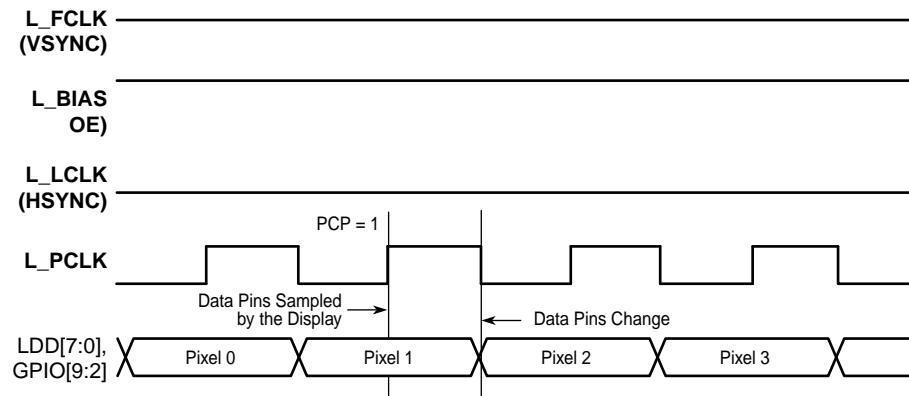 L_FCLK
(VSYNC)
L_BIAS
OE)
L_LCLK
(HSYNC)
PCP = 1
L_PCLK
Data Pins Sampled
by the Display
Data Pins Change
LDD[7:0],
GPIO[9:2]
Pixel 0
Pixel 1
Pixel 2
Pixel 3